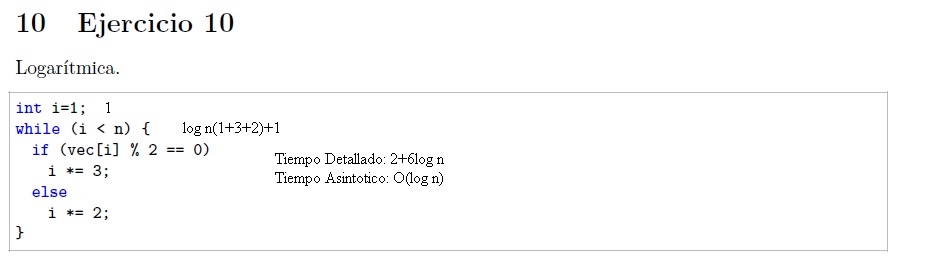 10 Ejercicio 10
Logarítmica.
int i=1; 1
while (i < n) { log n(1+3+2)+1
if (vec[i] % 2 == 0)
Tiempo Detallado: 2+6log n
i *= 3;
Tiempo Asintotico: O(log n)
else
i *= 2;
}